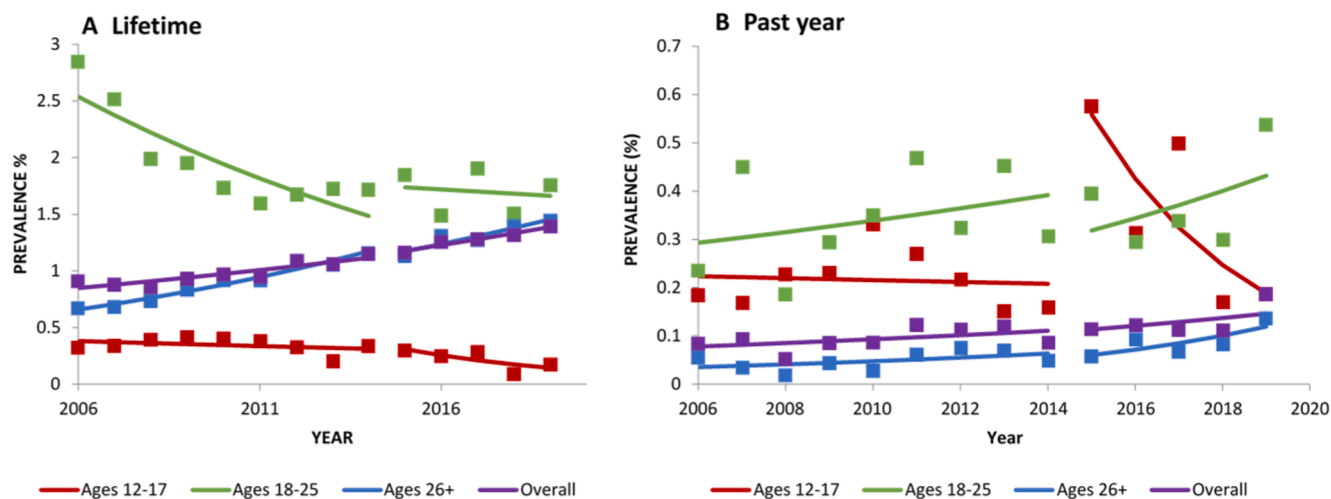 A Lifetime
PREVALENCE %
3
2.5
2
1.5
1
0.5
0
2006 2011 2016
YEAR
Ages 12-17 Ages 18-25 Ages 26+ Overall
B Past year
PREVALENCE (%)
0.7
0.6
0.5
0.4
0.3
0.2
0.1
0
2006 2008 2010 2012 2014 2016 2018 2020
Year
Ages 12-17 Ages 18-25 Ages 26+ Overall